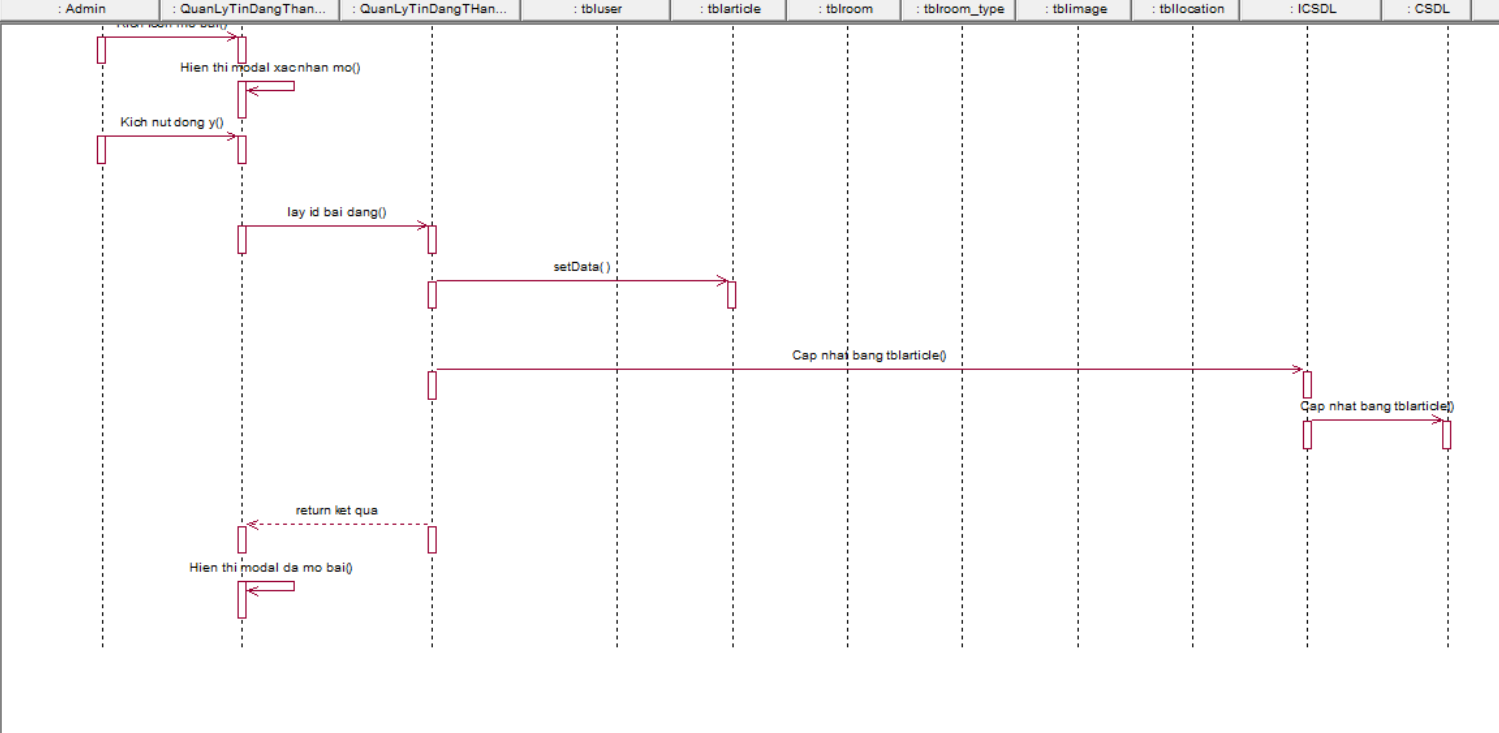 : Admin
: QuanLyTinDangThan...
: QuanLyTinDangTHan...
: tbluser
: tblarticle
: tblroom
: tblroom_type
: tblimage
: tbllocation
: ICSDL
: CSDL
Hien thi modal xacnhan mo()
Kich nut dong y()
lay id bai dang()
setData( )
Cap nhat bang tblarticle()
Cap nhat bang tblarticle()
return ket qua
Hien thi modal da mo bai()